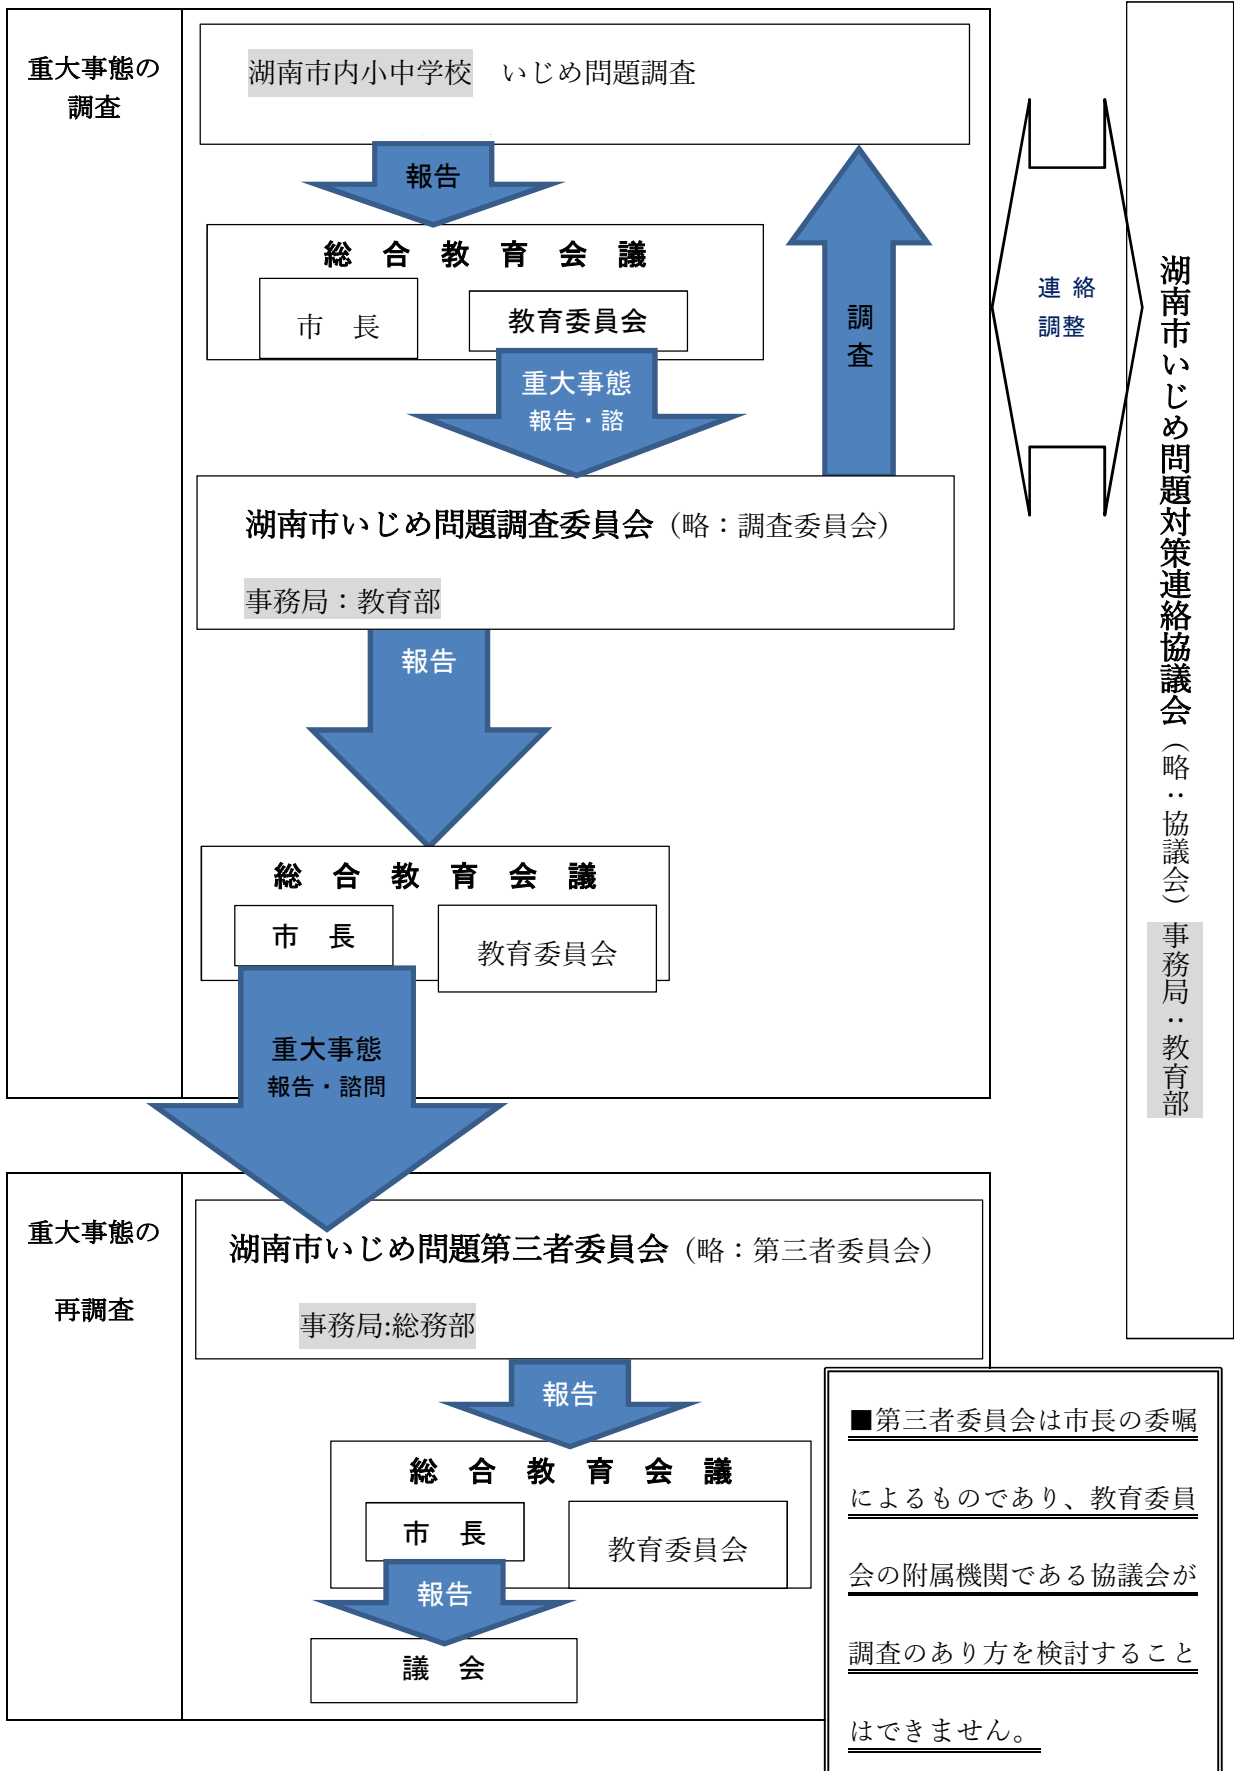 重大事態の
調査
湖南市内小中学校　いじめ問題調査
報告
総　合　教　育　会　議
市　長
教育委員会
重大事態
報告・諮
調
査
湖南市いじめ問題調査委員会（略：調査委員会）
事務局：教育部
報告
総　合　教　育　会　議
市　長
教育委員会
重大事態
報告・諮問
連 絡
調整
湖南市いじめ問題対策連絡協議会（略：協議会）事務局：教育部
重大事態の
再調査
湖南市いじめ問題第三者委員会（略：第三者委員会）
事務局:総務部
報告
総　合　教　育　会　議
市　長
教育委員会
報告
議　会
■第三者委員会は市長の委嘱
によるものであり、教育委員
会の附属機関である協議会が
調査のあり方を検討すること
はできません。